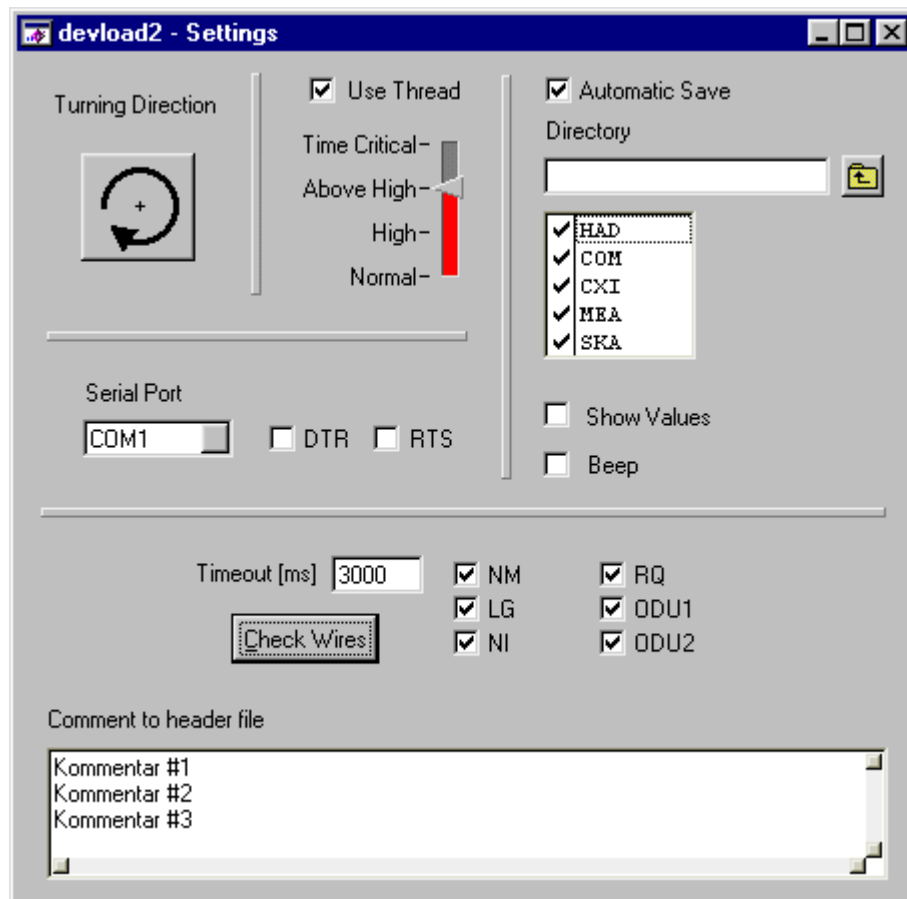 devload2 - Settings
Turning Direction
Use Thread
Time Critical
Above High
High
Normal
Automatic Save
Directory
HAD
COM
CXI
MEA
SKA
Serial Port
COM1
DTR
RTS
Show Values
Beep
Timeout [ms]
3000
Check Wires
NM
LG
NI
RQ
ODU1
ODU2
Comment to header file
Kommentar #1
Kommentar #2
Kommentar #3